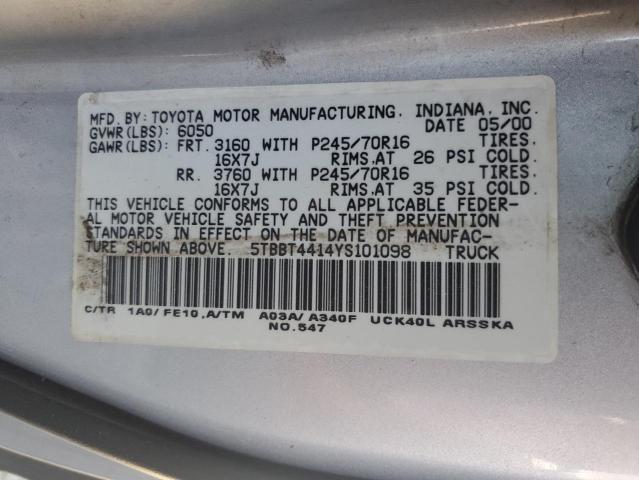 MFD. BY: TOYOTA MOTOR MANUFACTURING, INDIANA, INC.
GVWR(LBS): 6050 DATE 05/00
GAWR(LBS): FRT. 3160 WITH P245/70R16 TIRES,
16X7J RIMS,AT 26 PSI COLD.
RR. 3760 WITH P245/70R16 TIRES,
16X7J RIMS,AT 35 PSI COLD.
THIS VEHICLE CONFORMS TO ALL APPLICABLE FEDER-
AL MOTOR VEHICLE SAFETY AND THEFT PREVENTION
STANDARDS IN EFFECT ON THE DATE OF MANUFAC-
TURE SHOWN ABOVE. 5TBBT4414YS101098 TRUCK
C/TR 1A0/FE10,A/TM A03A/A340F UCK40L ARSSKA
NO.547